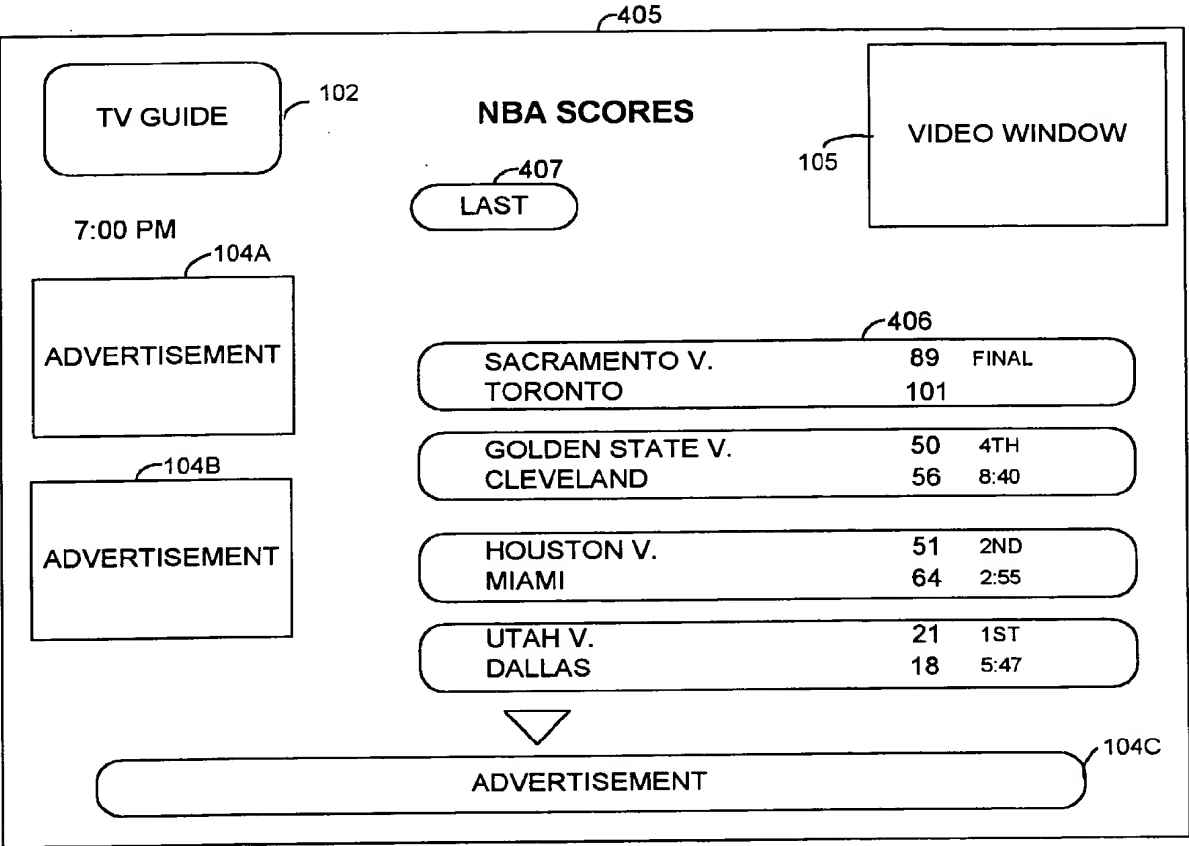 405
TV GUIDE
102
NBA SCORES
VIDEO WINDOW
105
407
LAST
7:00 PM
104A
ADVERTISEMENT
406
SACRAMENTO V. 89 FINAL
TORONTO 101
GOLDEN STATE V. 50 4TH
CLEVELAND 56 8:40
104B
ADVERTISEMENT
HOUSTON V. 51 2ND
MIAMI 64 2:55
UTAH V. 21 1ST
DALLAS 18 5:47
104C
ADVERTISEMENT